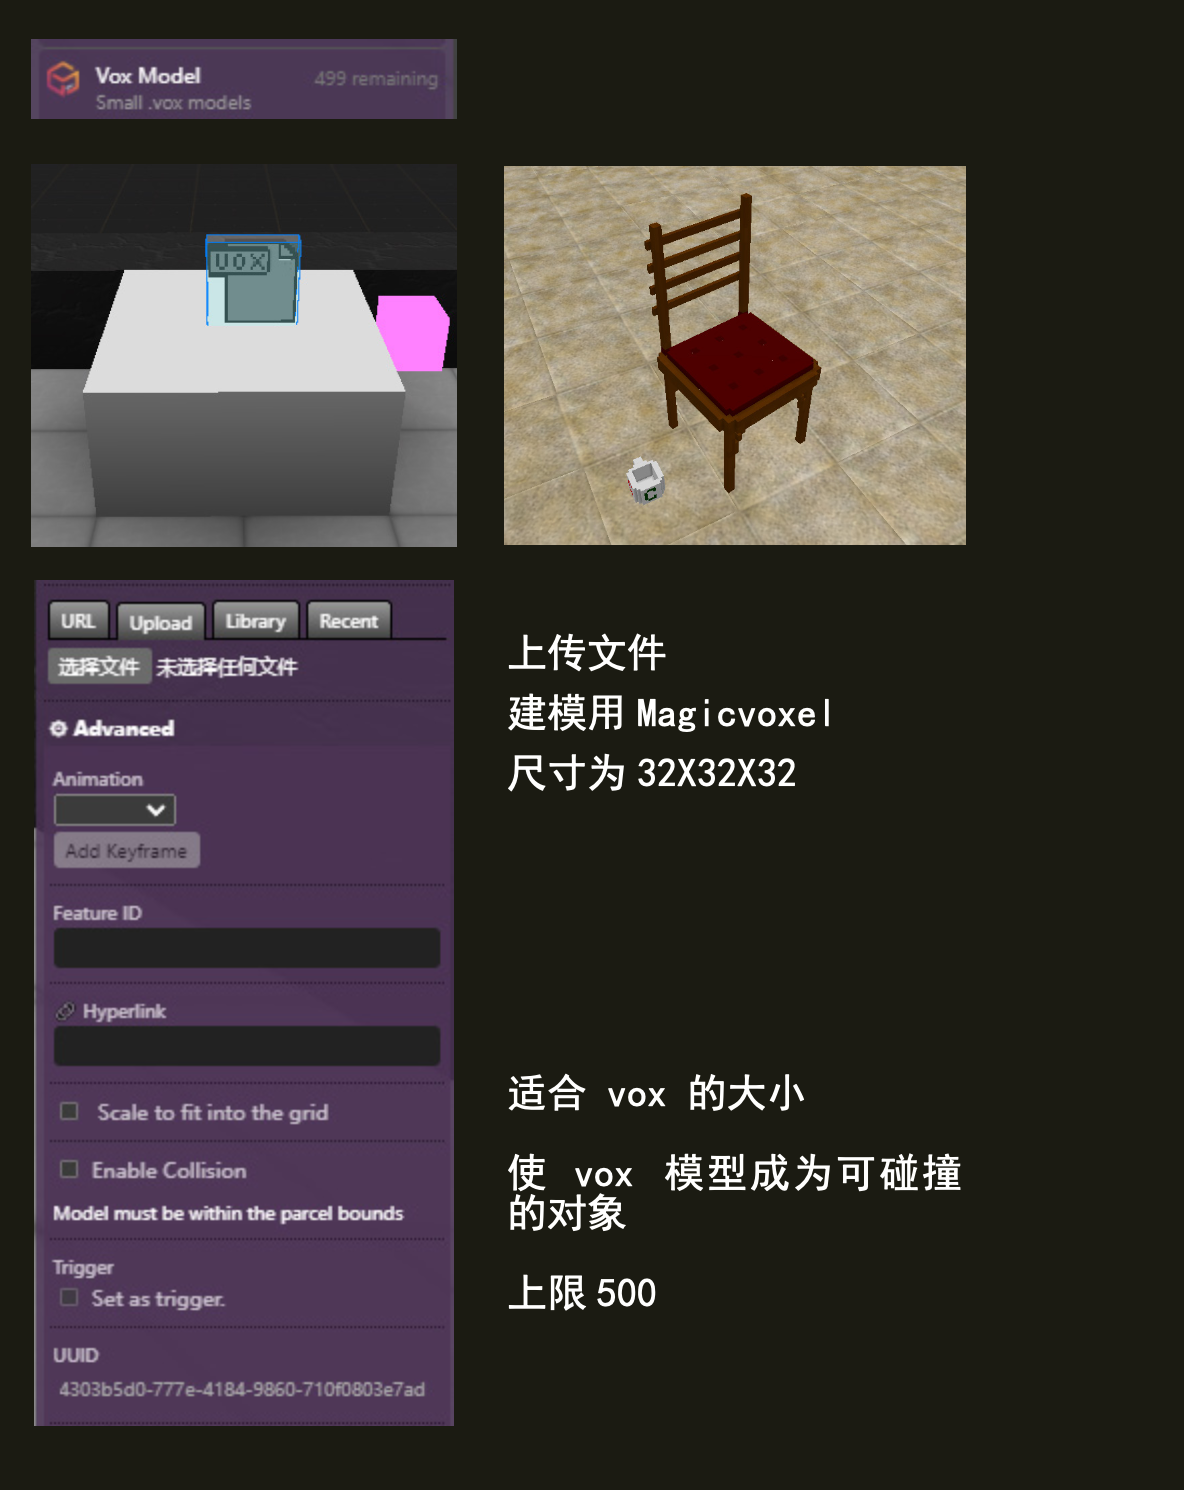 Vox Model
499 remaining
Small .vox models
VOX
URL
Upload
Library
Recent
选择文件 未选择任何文件
上传文件
建模用 Magicvoxel
尺寸为 32X32X32
Advanced
Animation
Add Keyframe
Feature ID
Hyperlink
Scale to fit into the grid
适合 vox 的大小
Enable Collision
使 vox 模型成为可碰撞
的对象
Model must be within the parcel bounds
Trigger
Set as trigger.
上限 500
UUID
4303b5d0-777e-4184-9860-710f0803e7ad